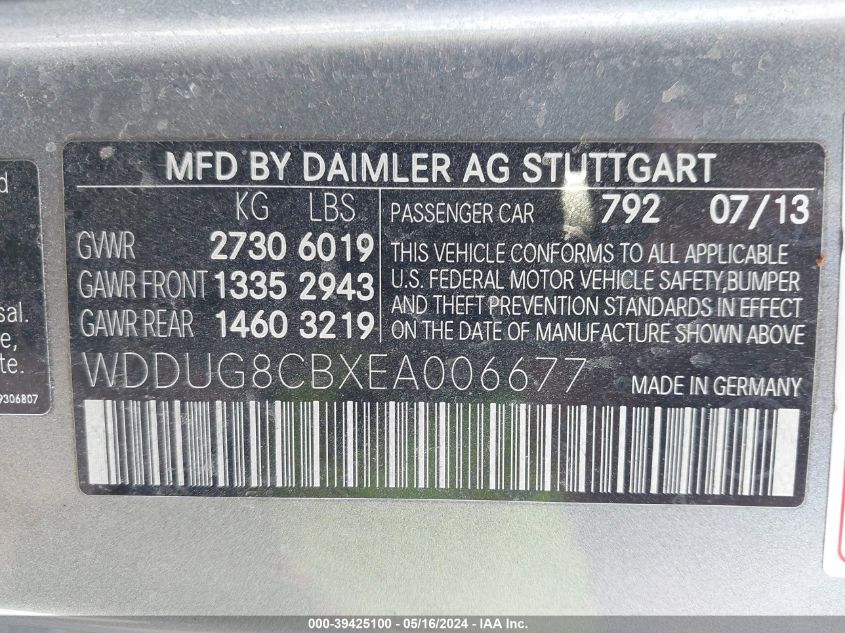 MFD BY DAIMLER AG STUTTGART
KG LBS
GVWR 2730 6019
GAWR FRONT 1335 2943
GAWR REAR 1460 3219
PASSENGER CAR 792 07/13
THIS VEHICLE CONFORMS TO ALL APPLICABLE
U.S. FEDERAL MOTOR VEHICLE SAFETY,BUMPER
AND THEFT PREVENTION STANDARDS IN EFFECT
ON THE DATE OF MANUFACTURE SHOWN ABOVE
WDDUG8CBXEA006677 MADE IN GERMANY
d
sal.
e,
te.
9306807
000-39425100 - 05/16/2024 - IAA Inc.